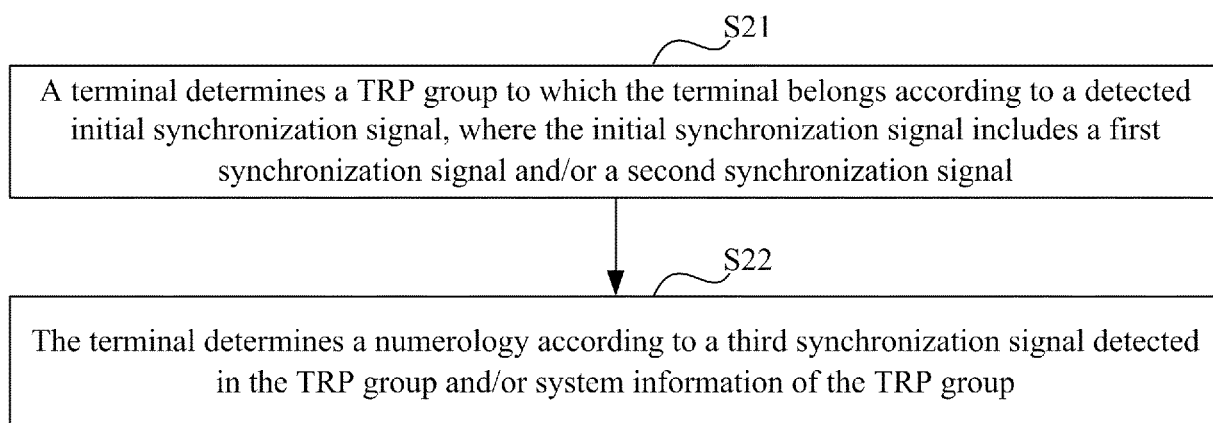 S21
A terminal determines a TRP group to which the terminal belongs according to a detected
initial synchronization signal, where the initial synchronization signal includes a first
synchronization signal and/or a second synchronization signal
S22
The terminal determines a numerology according to a third synchronization signal detected
in the TRP group and/or system information of the TRP group